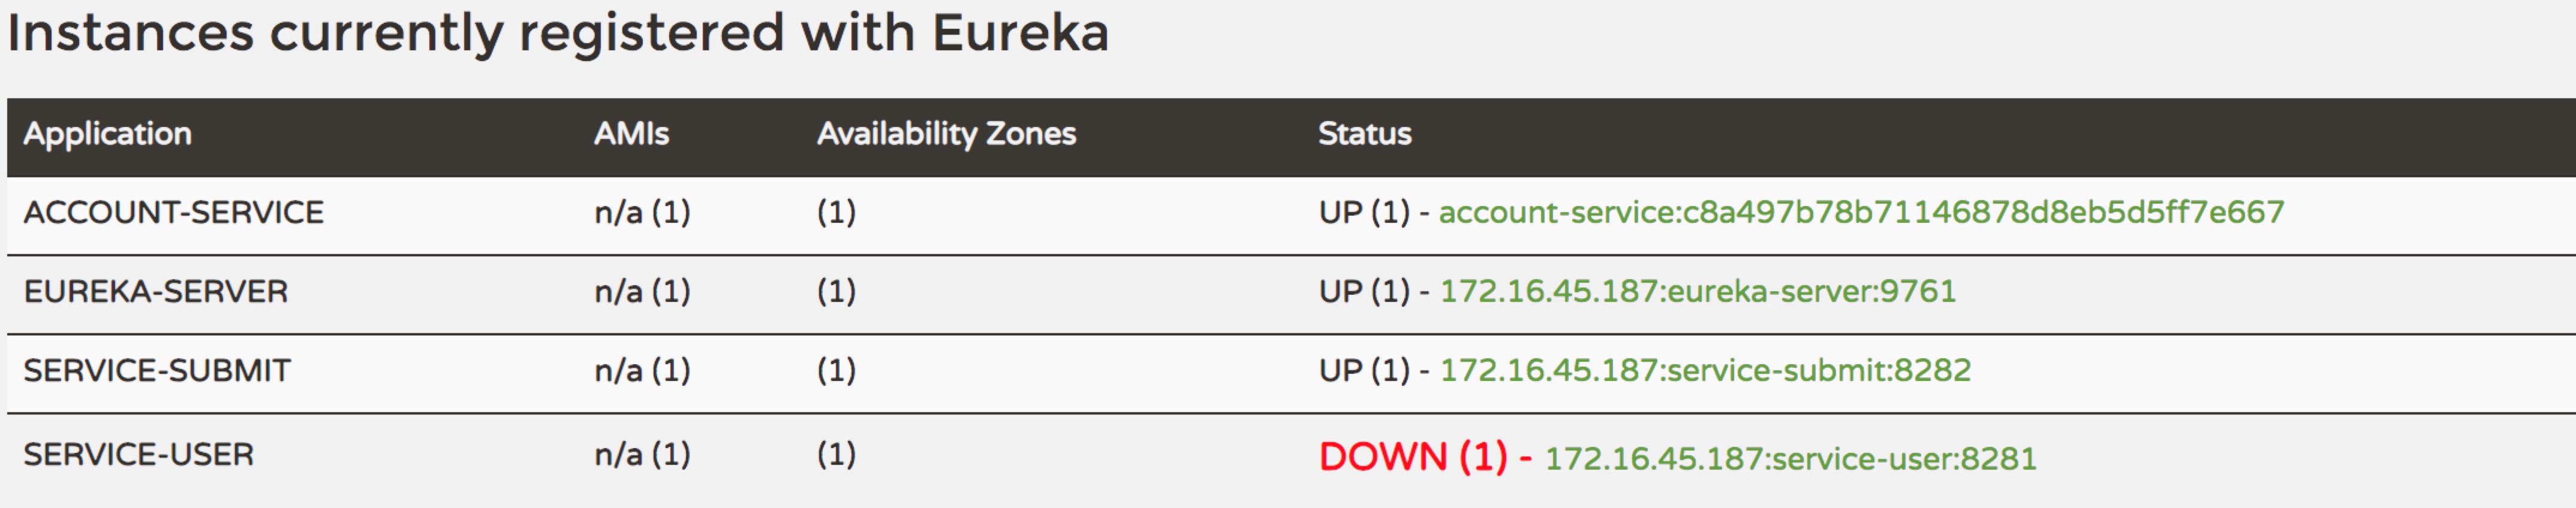 Instances currently registered with Eureka
Application AMIs Availability Zones Status
ACCOUNT-SERVICE n/a (1) (1) UP (1) - account-service:c8a497b78b71146878d8eb5d5ff7e667
EUREKA-SERVER n/a (1) (1) UP (1) - 172.16.45.187:eureka-server:9761
SERVICE-SUBMIT n/a (1) (1) UP (1) - 172.16.45.187:service-submit:8282
SERVICE-USER n/a (1) (1) DOWN (1) - 172.16.45.187:service-user:8281